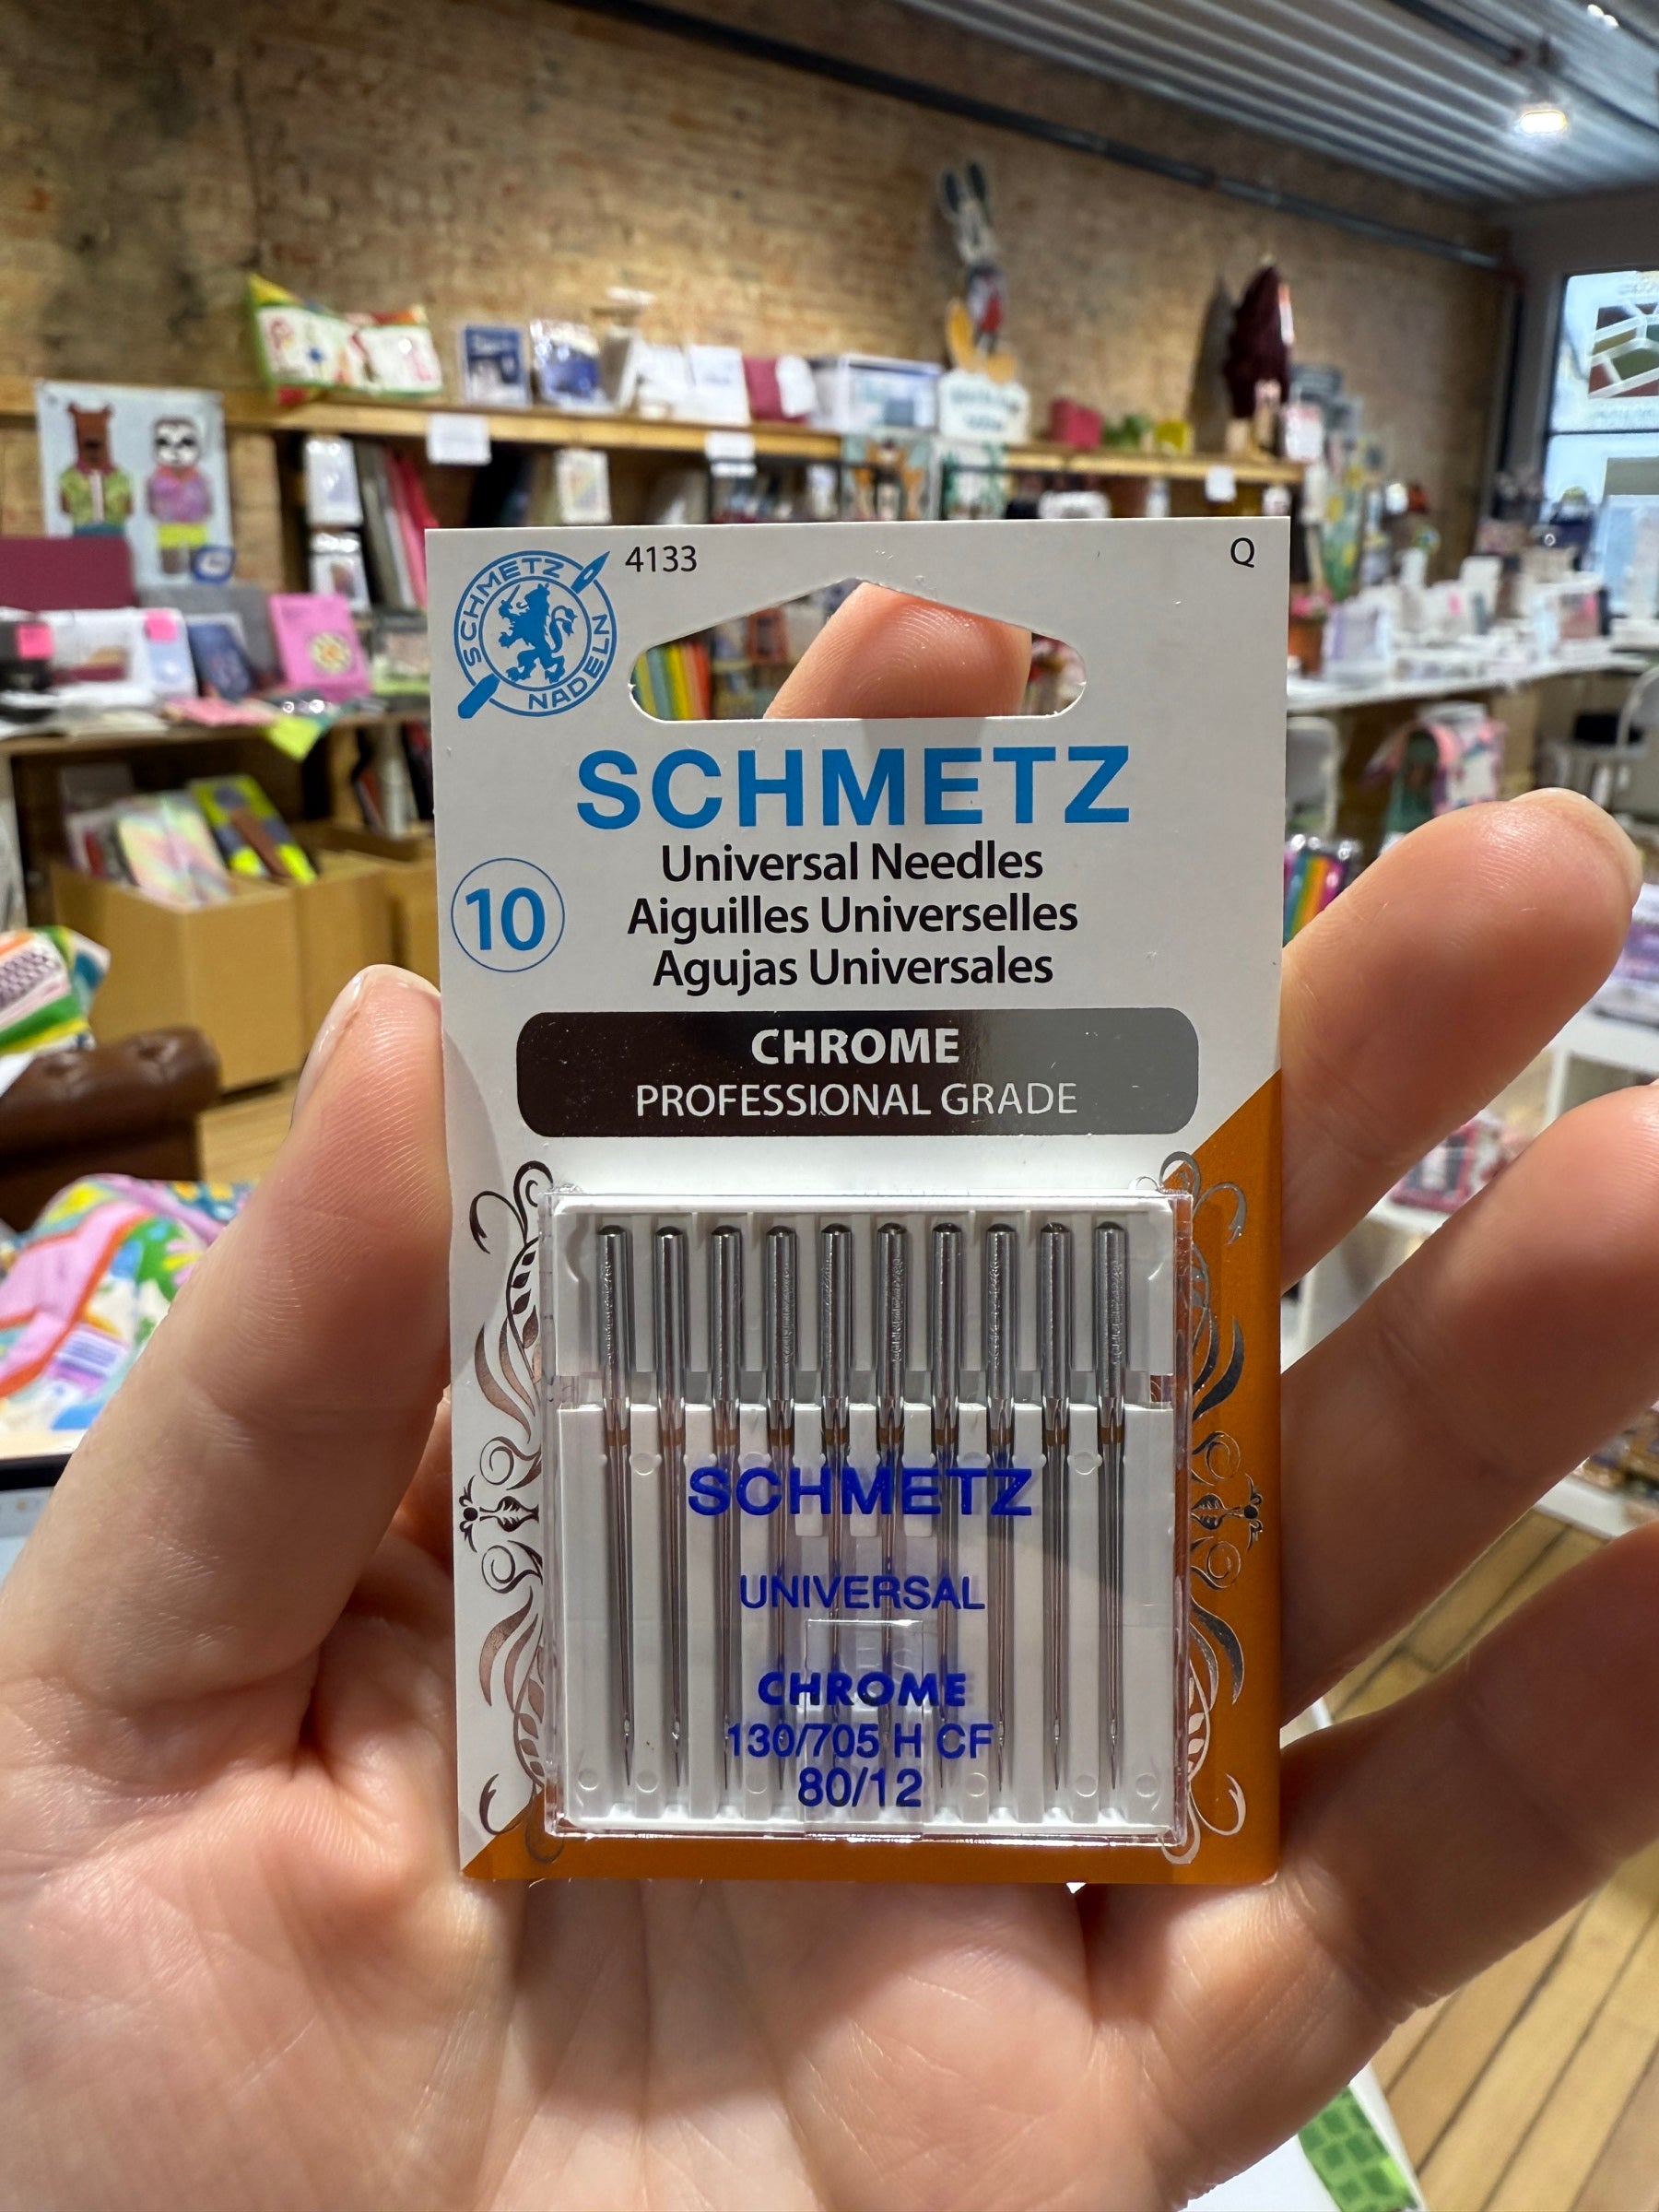 4133
Q
SCHMETZ
NADELN
SCHMETZ
Universal Needles
10
Aiguilles Universelles
Agujas Universales
CHROME
PROFESSIONAL GRADE
SCHMETZ
UNIVERSAL
CHROME
130/705 H CF
80/12